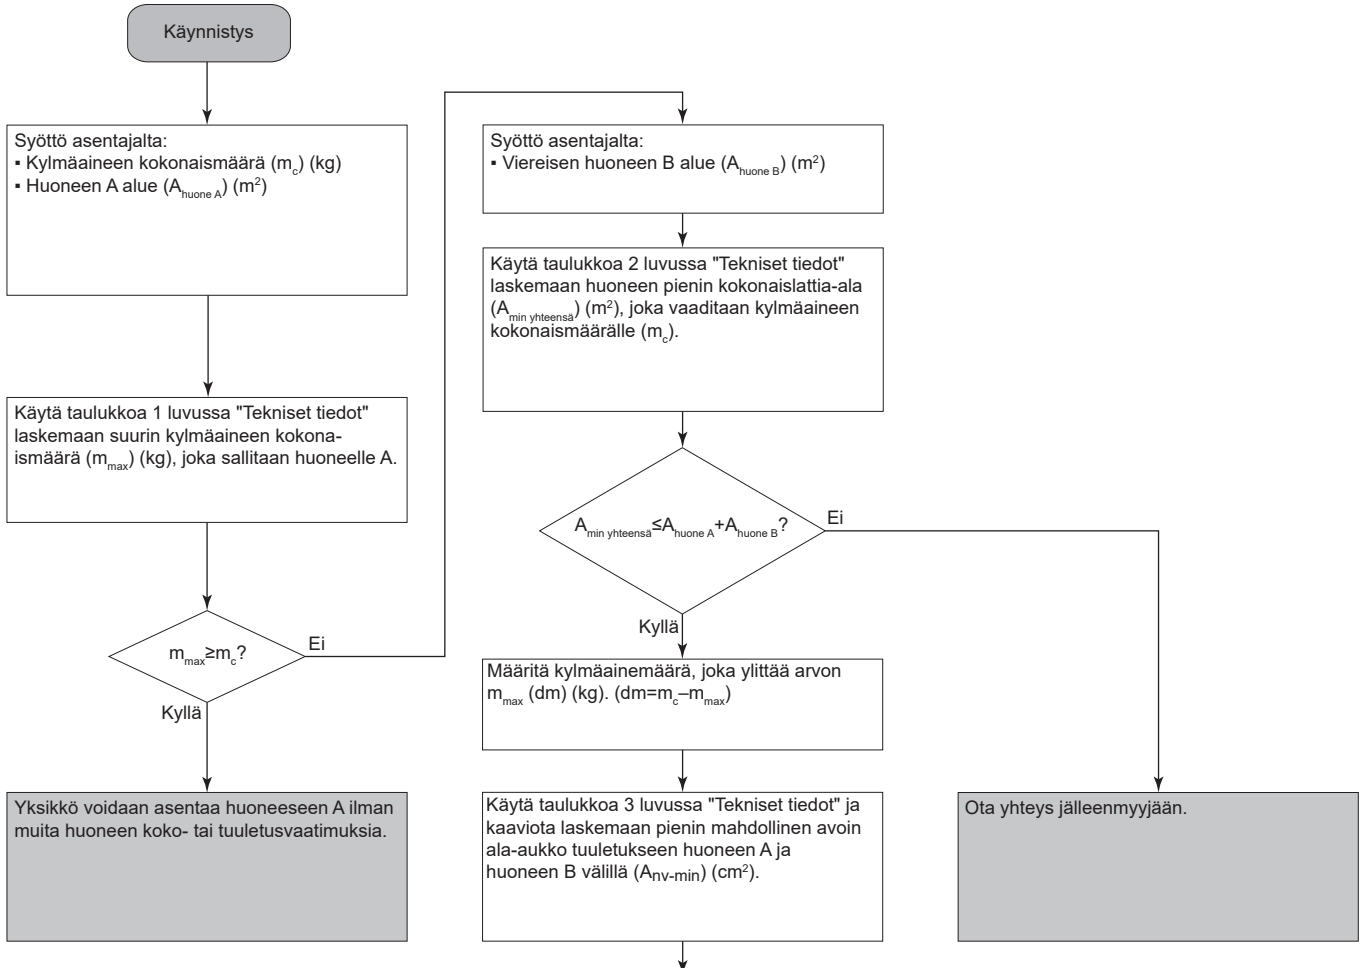 Käynnistys
Syöttö asentajalta:
▪ Kylmäaineen kokonaismäärä (mc) (kg)
▪ Huoneen A alue (Ahuone A) (m²)
Käytä taulukkoa 1 luvussa "Tekniset tiedot"
laskemaan suurin kylmäaineen kokona-
ismäärä (mmax) (kg), joka sallitaan huoneelle A.
mmax≥mc?
Ei
Kyllä
Yksikkö voidaan asentaa huoneeseen A ilman
muita huoneen koko- tai tuuletusvaatimuksia.
Syöttö asentajalta:
▪ Viereisen huoneen B alue (Ahuone B) (m²)
Käytä taulukkoa 2 luvussa "Tekniset tiedot"
laskemaan huoneen pienin kokonaislattia-ala
(Amin yhteensä) (m²), joka vaaditaan kylmäaineen
kokonaismäärälle (mc).
Amin yhteensä≤Ahuone A+Ahuone B?
Ei
Kyllä
Määritä kylmäainemäärä, joka ylittää arvon
mmax (dm) (kg). (dm=mc–mmax)
Käytä taulukkoa 3 luvussa "Tekniset tiedot" ja
kaaviota laskemaan pienin mahdollinen avoin
ala-aukko tuuletukseen huoneen A ja
huoneen B välillä (Anv-min) (cm²).
Ota yhteys jälleenmyyjään.